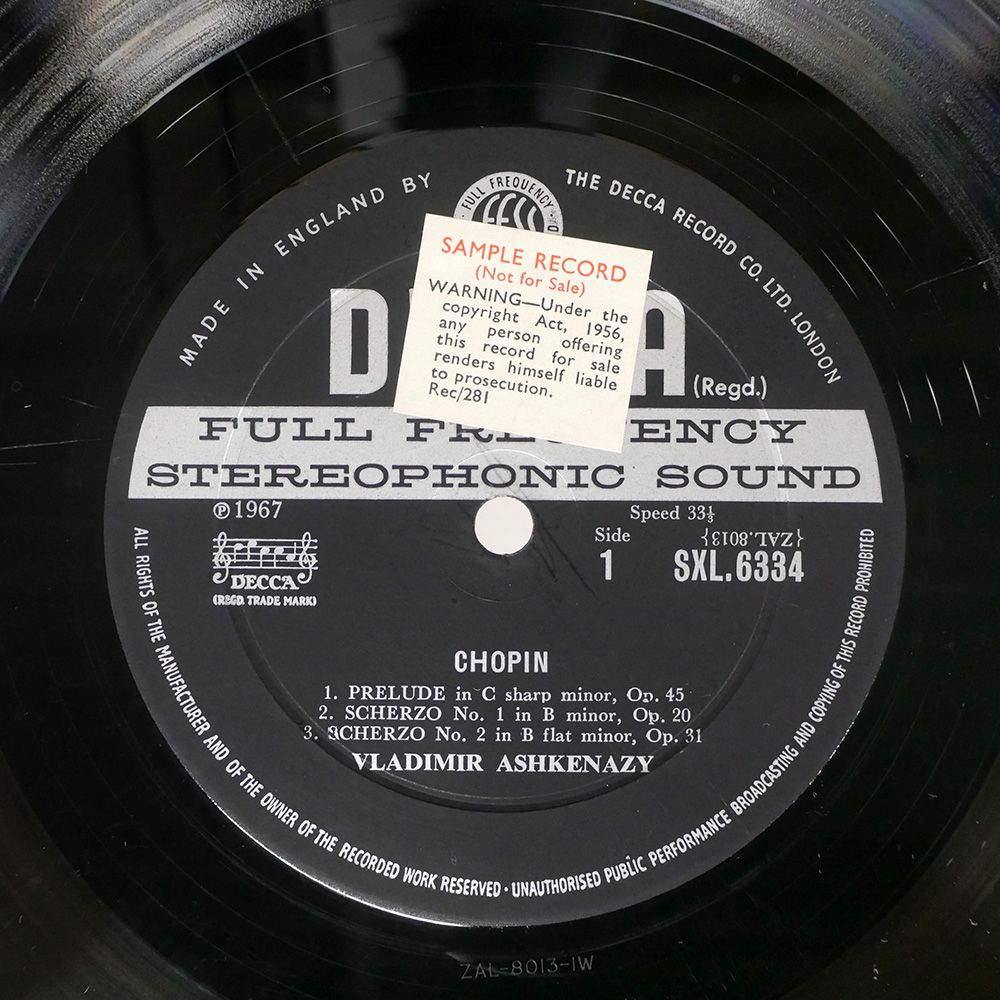 MADE IN ENGLAND BY
THE DECCA RECORD CO. LTD. LONDON
FULL FREQUENCY
SAMPLE RECORD
(Not for Sale)
WARNING—Under the
copyright Act, 1956,
any person offering
this record for sale
renders himself liable
to prosecution.
Rec/281
(Regd.)
FULL
STEREOPHONIC SOUND
℗ 1967
Speed 33⅓
DECCA
(REGD. TRADE MARK)
Side
1
{ZAL.8013}
SXL.6334
CHOPIN
1. PRELUDE in C sharp minor, Op. 45
2. SCHERZO No. 1 in B minor, Op. 20
3. SCHERZO No. 2 in B flat minor, Op. 31
VLADIMIR ASHKENAZY
ALL RIGHTS OF THE MANUFACTURER AND OF THE OWNER OF THE RECORDED WORK RESERVED · UNAUTHORISED PUBLIC PERFORMANCE BROADCASTING AND COPYING OF THIS RECORD PROHIBITED
ZAL-8013-1W